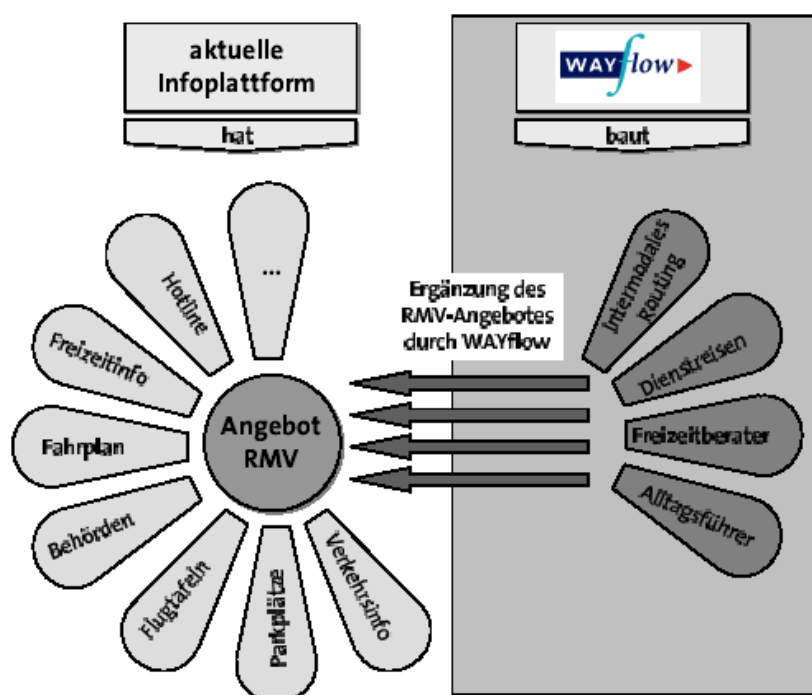 aktuelle
Infoplattform
hat
WAYflow
baut
...
Hotline
Freizeitinfo
Fahrplan
Behörden
Flugtafeln
Parkplätze
Verkehrsinfo
Angebot
RMV
Ergänzung des
RMV-Angebotes
durch WAYflow
Intermodales
Routing
Dienstreisen
Freizeitberater
Alltagsführer